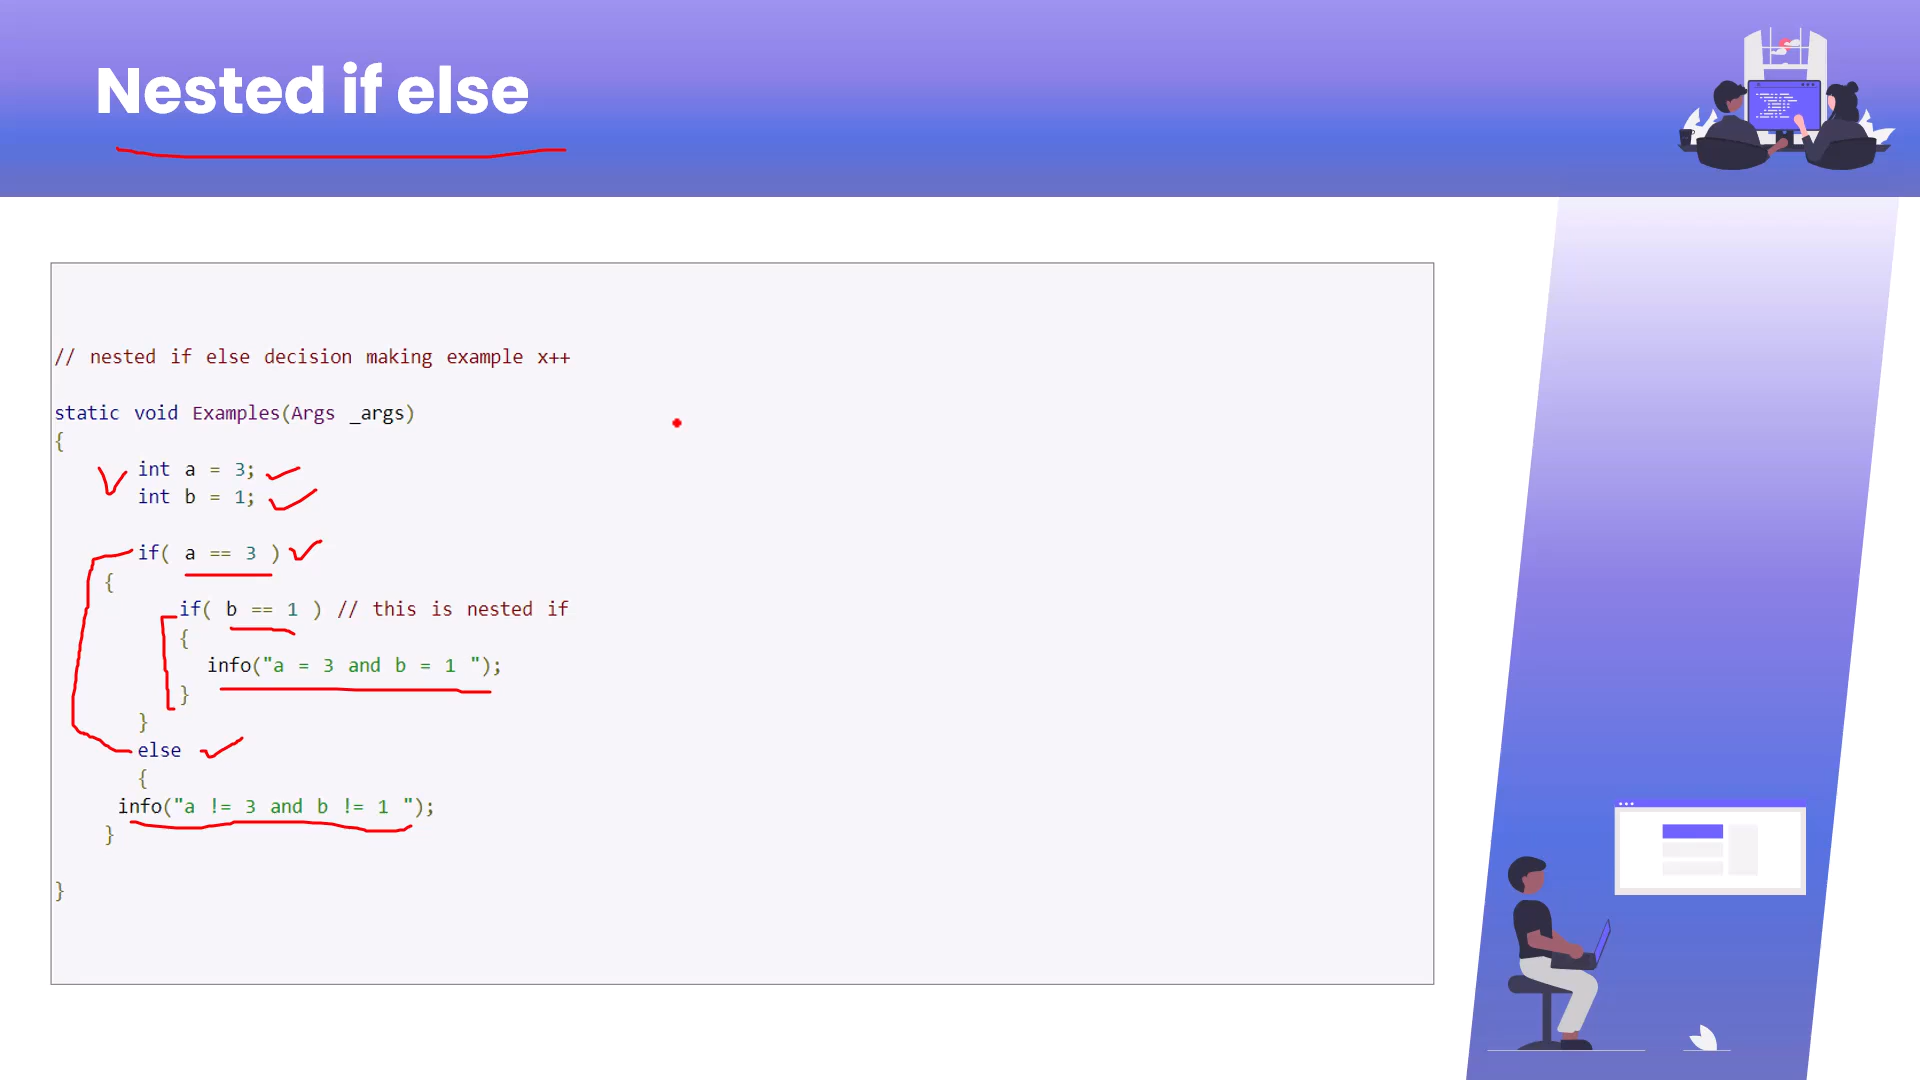 Nested if else
// nested if else decision making example x++
static void Examples(Args _args)
{
int a = 3;
int b = 1;
if( a == 3 )
{
if( b == 1 ) // this is nested if
{
info("a = 3 and b = 1 ");
}
}
else
{
info("a != 3 and b != 1 ");
}
}